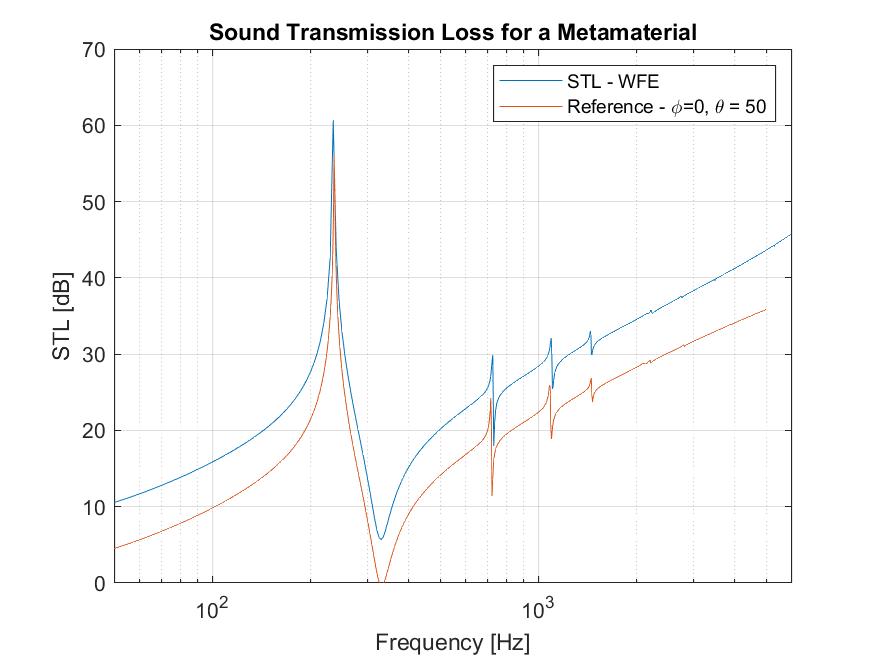 Sound Transmission Loss for a Metamaterial
STL - WFE
Reference - ϕ=0, θ = 50
STL [dB]
70
60
50
40
30
20
10
0
10²
10³
Frequency [Hz]